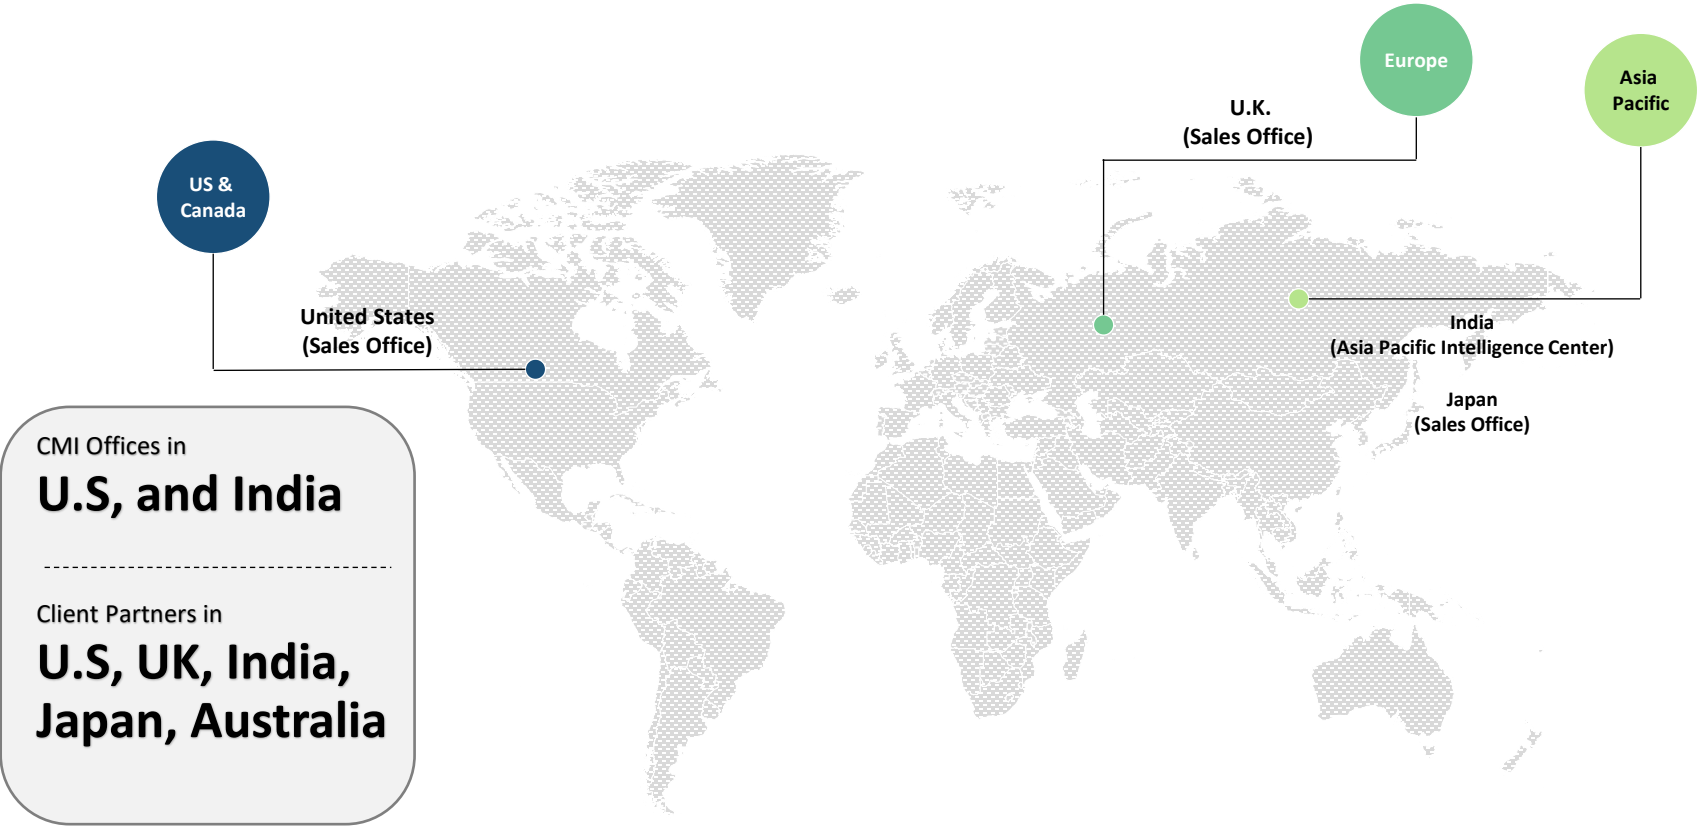 Europe
Asia
Pacific
U.K.
(Sales Office)
US &
Canada
United States
(Sales Office)
India
(Asia Pacific Intelligence Center)
Japan
(Sales Office)
CMI Offices in
U.S, and India
Client Partners in
U.S, UK, India,
Japan, Australia